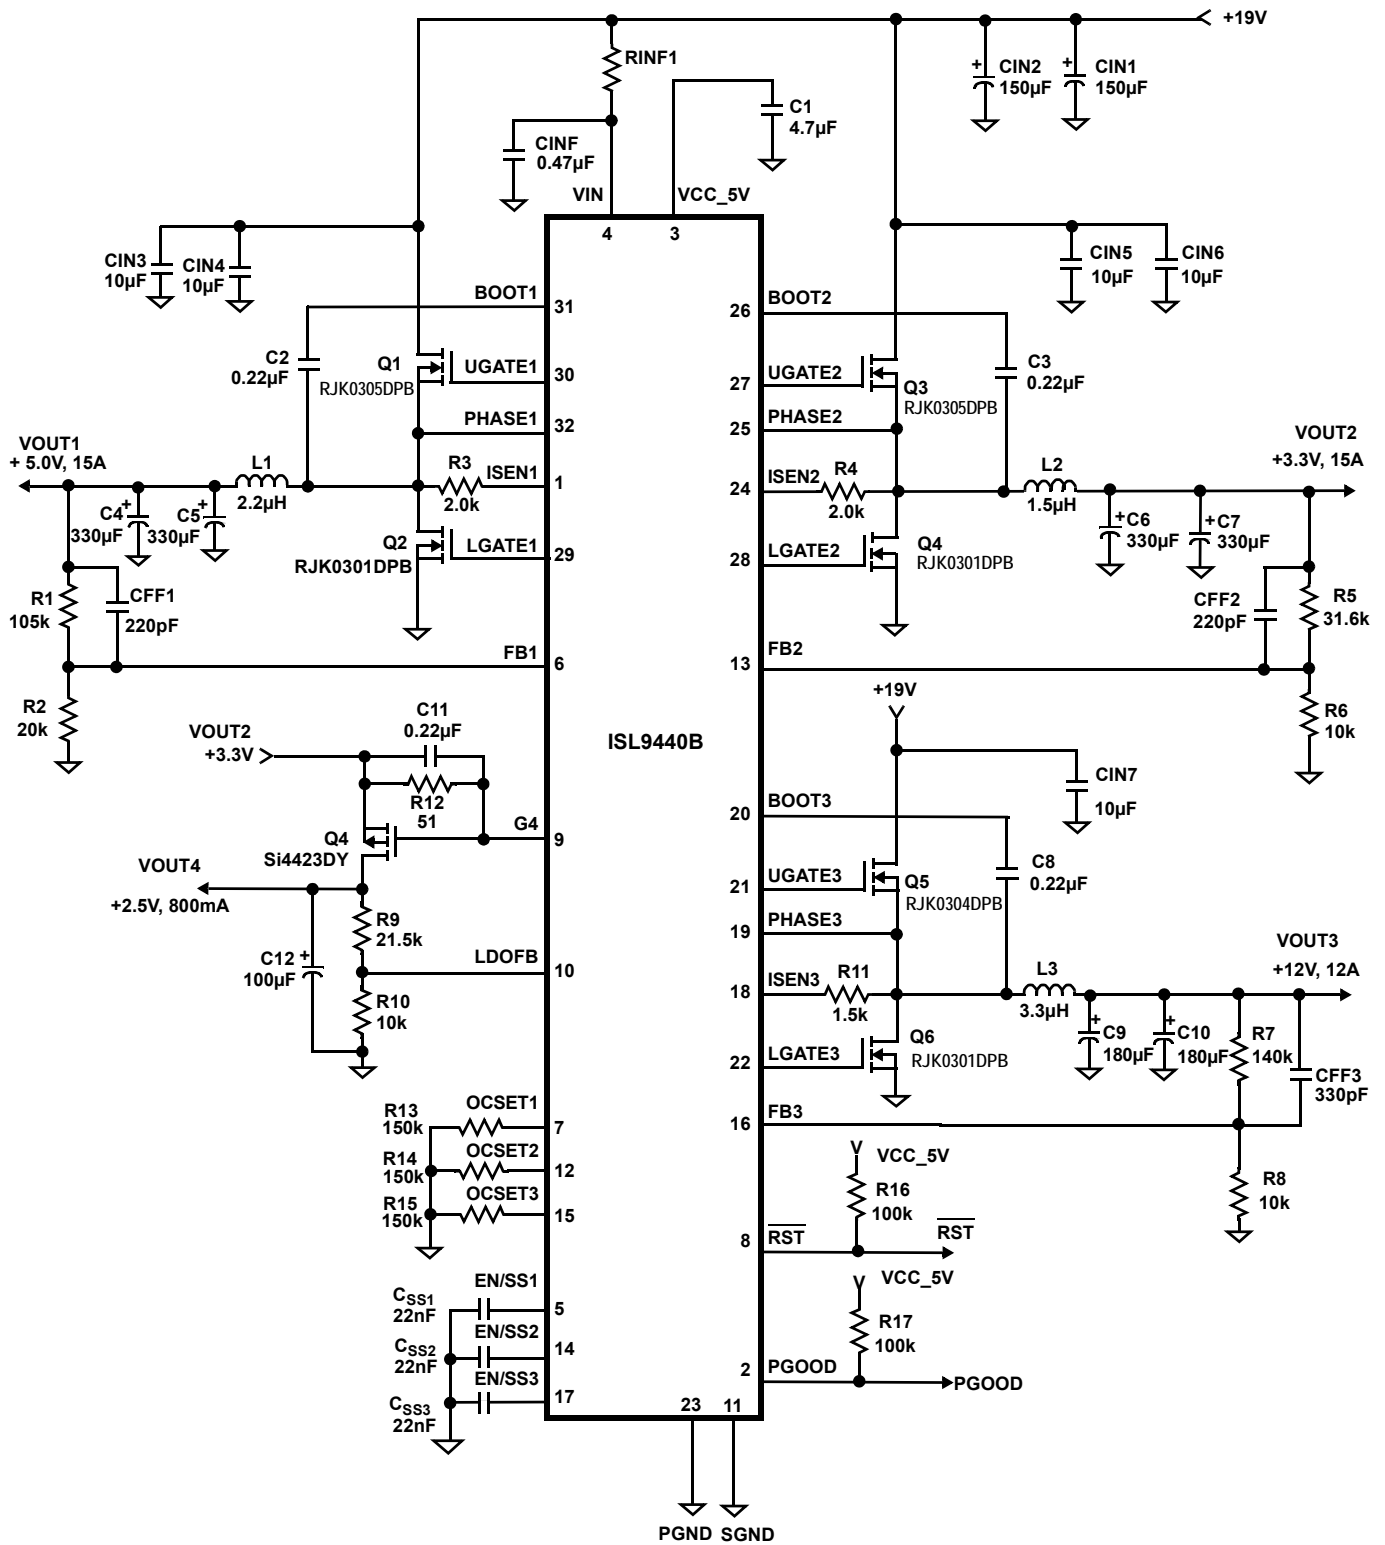 +19V
RINF1
CIN2
150µF
CIN1
150µF
C1
4.7µF
CINF
0.47µF
VIN
VCC_5V
4
3
CIN3
10µF
CIN4
10µF
CIN5
10µF
CIN6
10µF
BOOT1
31
26
BOOT2
C2
0.22µF
Q1
RJK0305DPB
UGATE1
30
27
UGATE2
Q3
RJK0305DPB
C3
0.22µF
PHASE1
32
25
PHASE2
VOUT1
+ 5.0V, 15A
L1
2.2µH
R3
2.0k
ISEN1
1
24
ISEN2
R4
2.0k
L2
1.5µH
VOUT2
+3.3V, 15A
C4
+
330µF
C5
+
330µF
Q2
RJK0301DPB
LGATE1
29
28
LGATE2
Q4
RJK0301DPB
+C6
330µF
+C7
330µF
R1
105k
CFF1
220pF
CFF2
220pF
R5
31.6k
FB1
6
13
FB2
R2
20k
R6
10k
ISL9440B
+19V
CIN7
10µF
VOUT2
+3.3V
C11
0.22µF
R12
51
Q4
Si4423DY
G4
9
20
BOOT3
C8
0.22µF
21
UGATE3
Q5
RJK0304DPB
VOUT4
+2.5V, 800mA
R9
21.5k
19
PHASE3
C12
+
100µF
LDOFB
10
R10
10k
18
ISEN3
R11
1.5k
L3
3.3µH
VOUT3
+12V, 12A
22
LGATE3
Q6
RJK0301DPB
+
C9
180µF
+
C10
180µF
R7
140k
CFF3
330pF
16
FB3
R8
10k
R13
150k
OCSET1
7
R14
150k
OCSET2
12
R15
150k
OCSET3
15
VCC_5V
R16
100k
8
RST
RST
VCC_5V
R17
100k
2
PGOOD
PGOOD
CSS1
22nF
EN/SS1
5
CSS2
22nF
EN/SS2
14
CSS3
22nF
EN/SS3
17
23
11
PGND
SGND